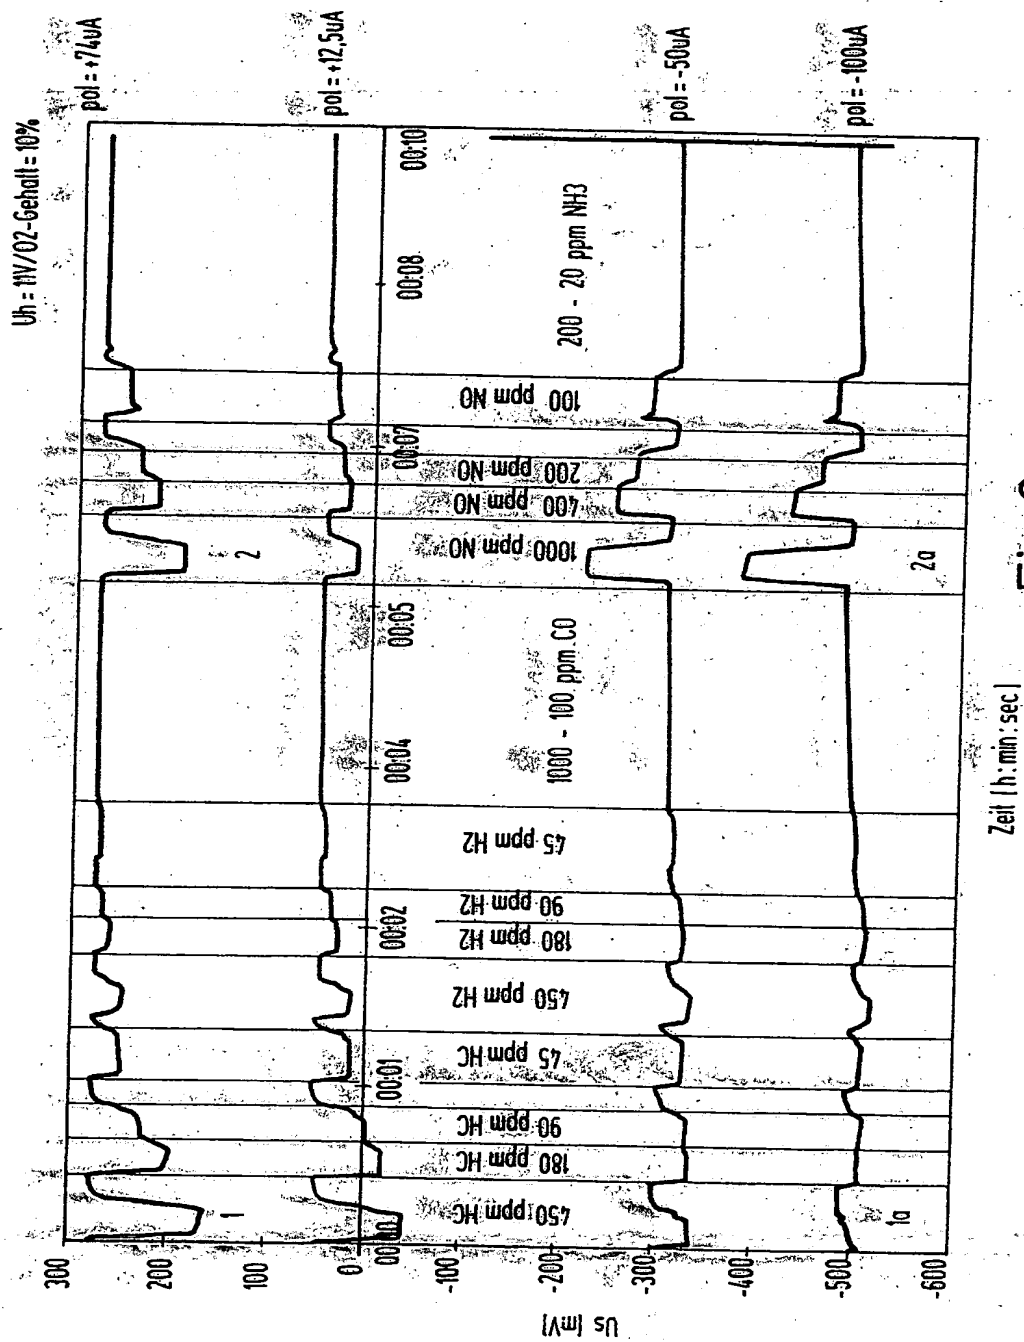 Uh = 11V/O2-Gehalt = 10%
pol = +74uA
pol = +12,5uA
pol = -50uA
pol = -100uA
Us [mV]
300
200
100
0
-100
-200
-300
-400
-500
-600
00:01
00:02
00:04
00:05
00:07
00:08
00:10
450 ppm HC
180 ppm HC
90 ppm HC
45 ppm HC
450 ppm H2
180 ppm H2
90 ppm H2
45 ppm H2
1000 - 100 ppm CO
1000 ppm NO
400 ppm NO
200 ppm NO
100 ppm NO
200 - 20 ppm NH3
1
2
1a
2a
Zeit [h:min:sec]